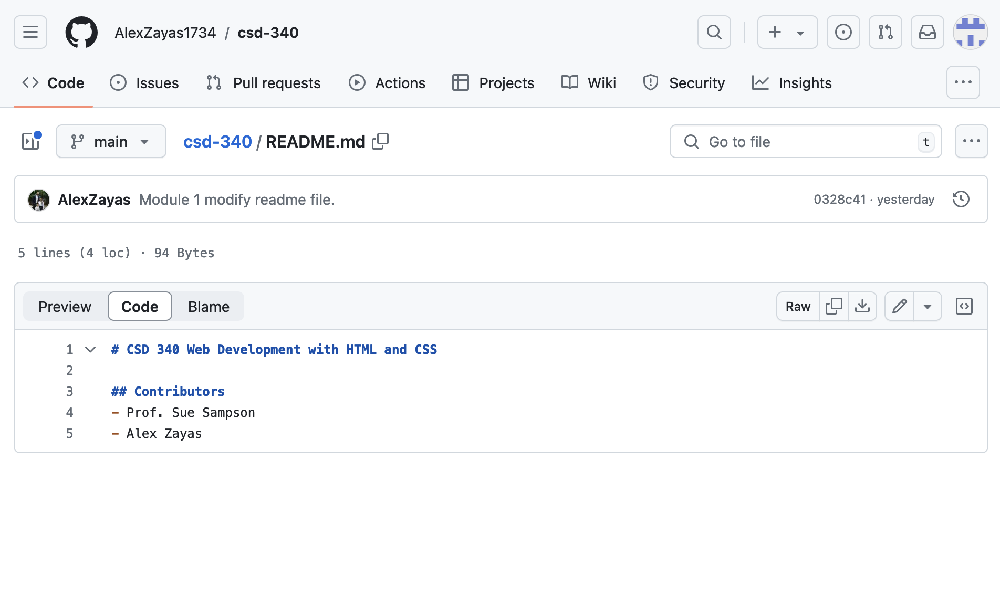 AlexZayas1734 / csd-340
Code Issues Pull requests Actions Projects Wiki Security Insights
main csd-340 / README.md Go to file t
AlexZayas Module 1 modify readme file. 0328c41 · yesterday
5 lines (4 loc) · 94 Bytes
Preview Code Blame Raw
1 # CSD 340 Web Development with HTML and CSS
2
3 ## Contributors
4 - Prof. Sue Sampson
5 - Alex Zayas